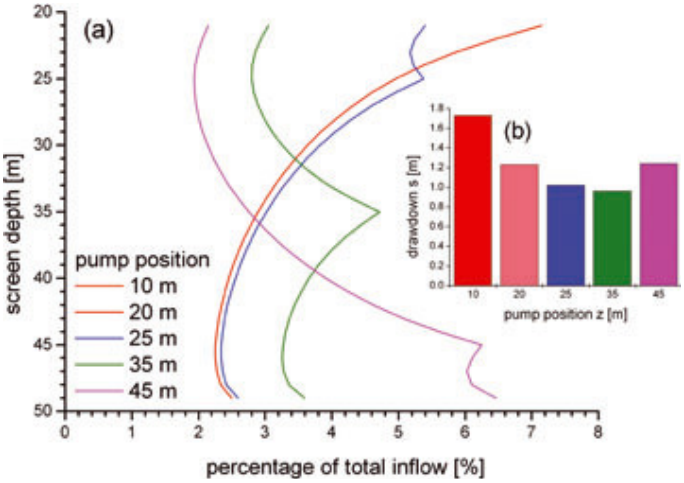 (a)
screen depth [m]
20
25
30
35
40
45
50
0
1
2
3
4
5
6
7
8
percentage of total inflow [%]
pump position
10 m
20 m
25 m
35 m
45 m
(b)
drawdown s [m]
1.8
1.6
1.4
1.2
1.0
0.8
0.6
0.4
0.2
0.0
10
20
25
35
45
pump position z [m]